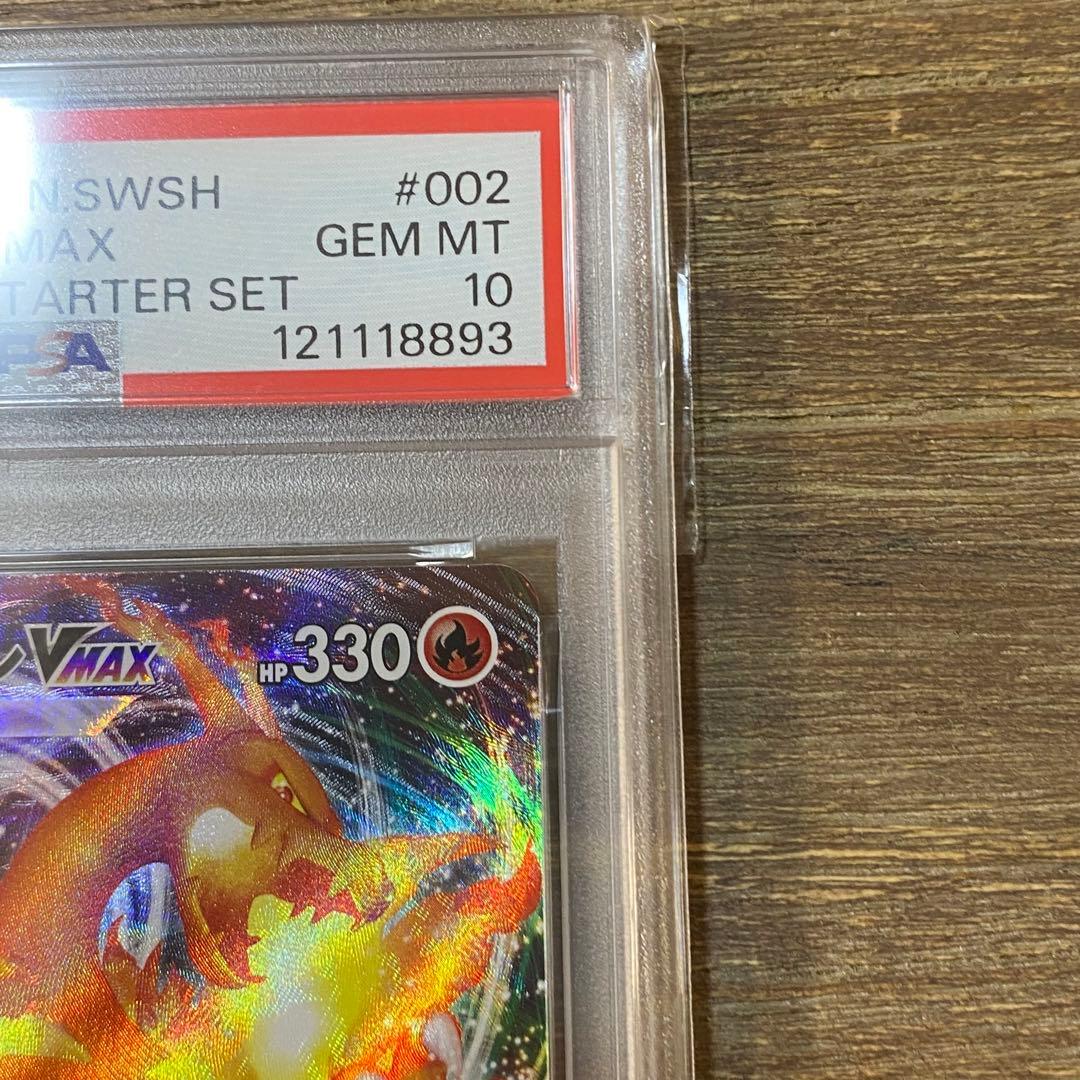 N.SWSH #002
MAX GEM MT
TARTER SET 10
PSA 121118893
VMAX HP 330